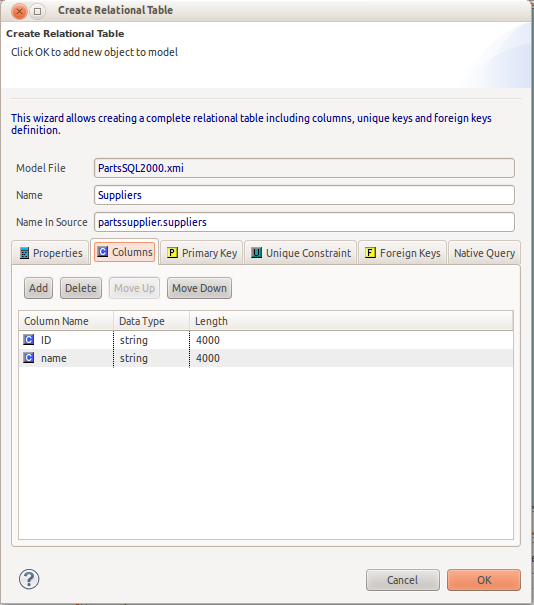 Create Relational Table
Create Relational Table
Click OK to add new object to model
This wizard allows creating a complete relational table including columns, unique keys and foreign keys
definition.
Model File PartsSQL2000.xmi
Name Suppliers
Name In Source partssupplier.suppliers
Properties C Columns P Primary Key U Unique Constraint F Foreign Keys Native Query
Add Delete Move Up Move Down
Column Name Data Type Length
C ID string 4000
C name string 4000
? Cancel OK